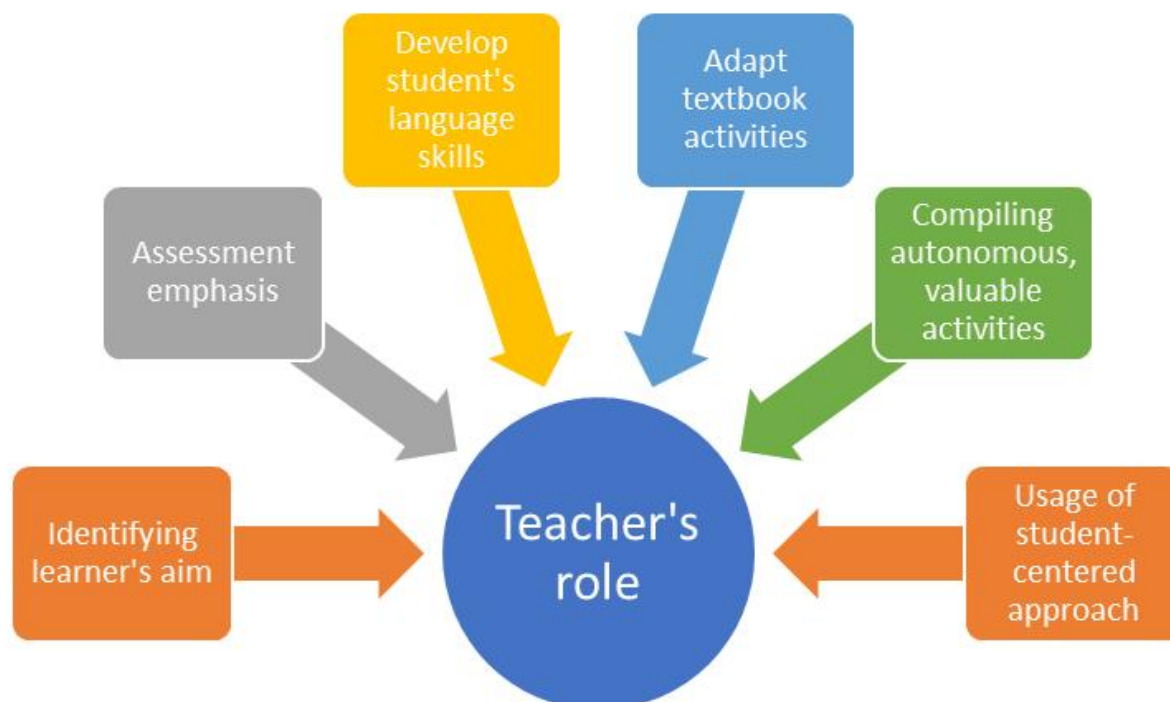 Develop
student's
language
skills
Adapt
textbook
activities
Assessment
emphasis
Compiling
autonomous,
valuable
activities
Identifying
learner's aim
Teacher's
role
Usage of
student-
centered
approach